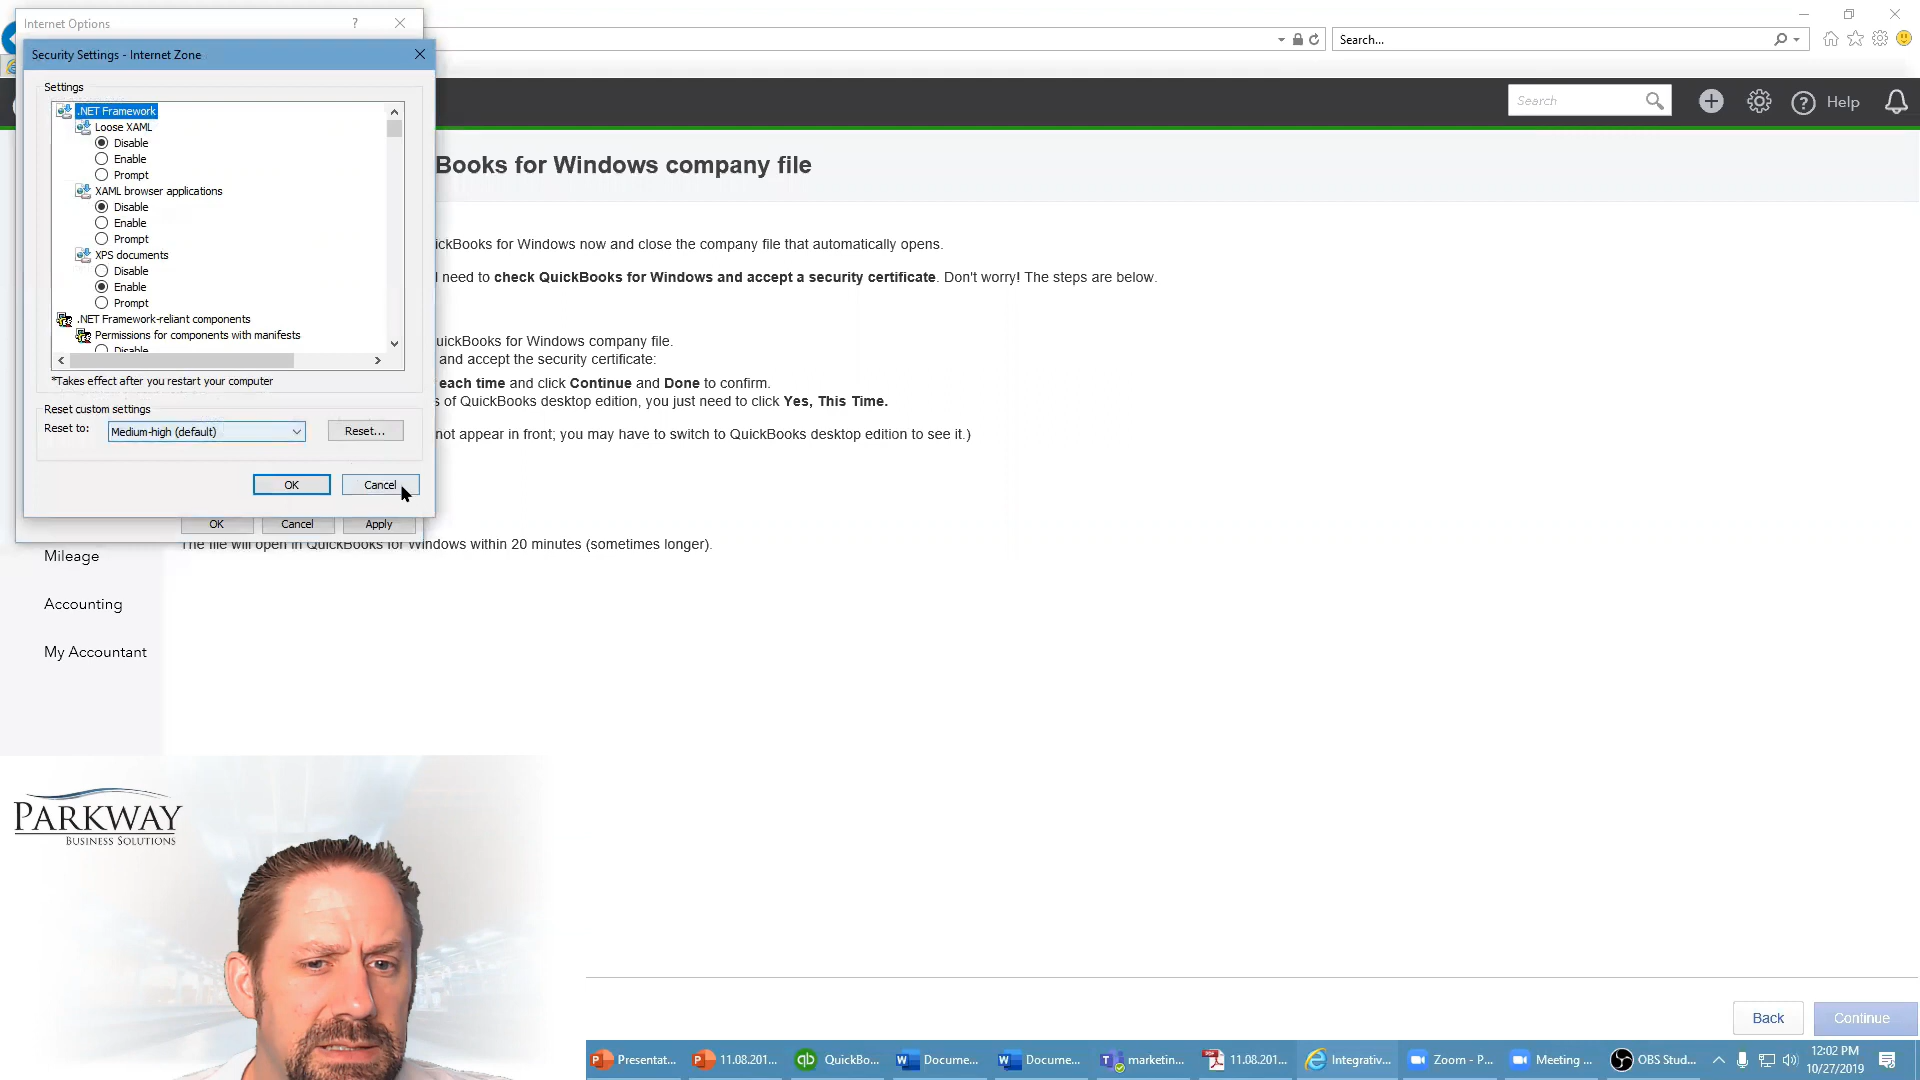 Internet Options
?
Security Settings - Internet Zone
Search...
Settings
.NET Framework
Loose XAML
Disable
Enable
Prompt
XAML browser applications
Disable
Enable
Prompt
XPS documents
Disable
Enable
Prompt
.NET Framework-reliant components
Permissions for components with manifests
Disable
*Takes effect after you restart your computer
Reset custom settings
Reset to: Medium-high (default) Reset...
OK Cancel
OK Cancel Apply
Search
Help
Books for Windows company file
ickBooks for Windows now and close the company file that automatically opens.
need to check QuickBooks for Windows and accept a security certificate. Don't worry! The steps are below.
uickBooks for Windows company file.
and accept the security certificate:
each time and click Continue and Done to confirm.
s of QuickBooks desktop edition, you just need to click Yes, This Time.
not appear in front; you may have to switch to QuickBooks desktop edition to see it.)
The file will open in QuickBooks for Windows within 20 minutes (sometimes longer).
Mileage
Accounting
My Accountant
PARKWAY
BUSINESS SOLUTIONS
Back Continue
Presentat... 11.08.201... QuickBo... Docume... Docume... marketin... 11.08.201... Integrativ... Zoom - P... Meeting ... OBS Stud...
12:02 PM
10/27/2019